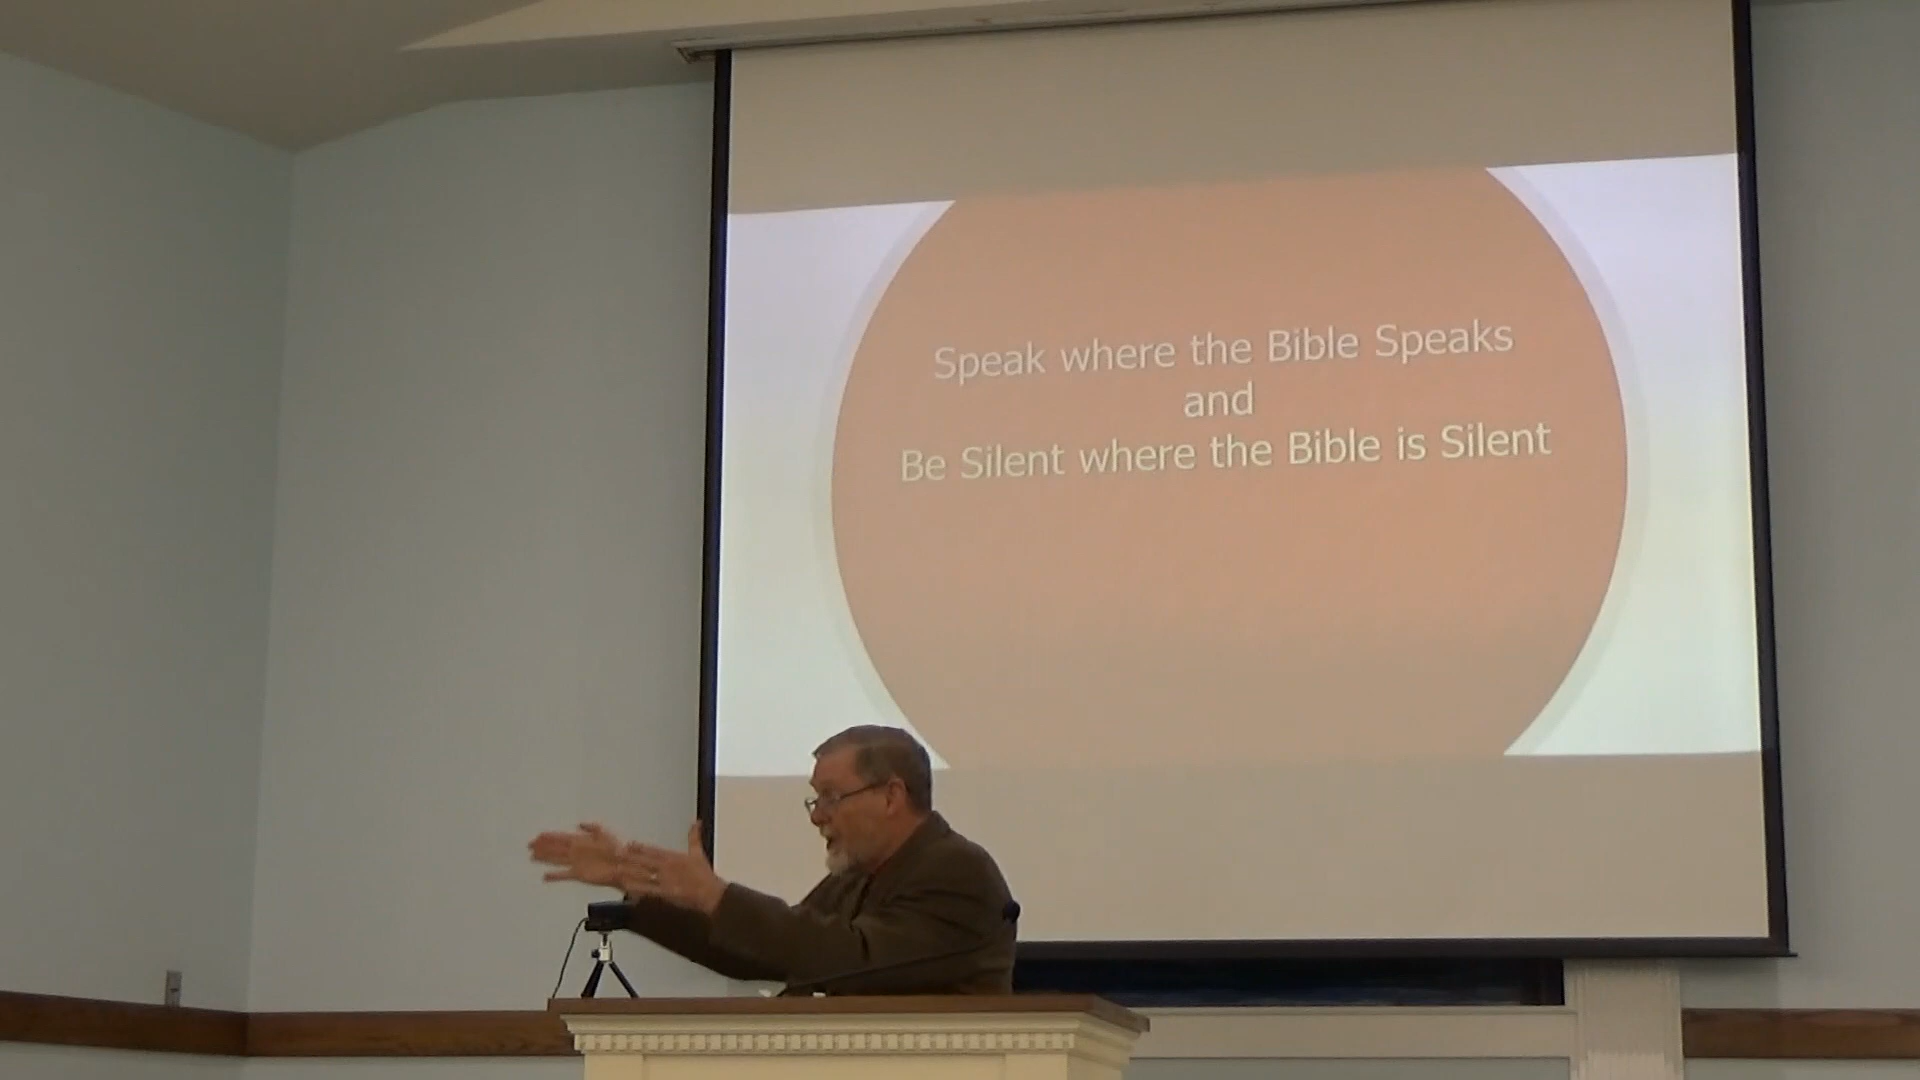 Speak where the Bible Speaks
and
Be Silent where the Bible is Silent